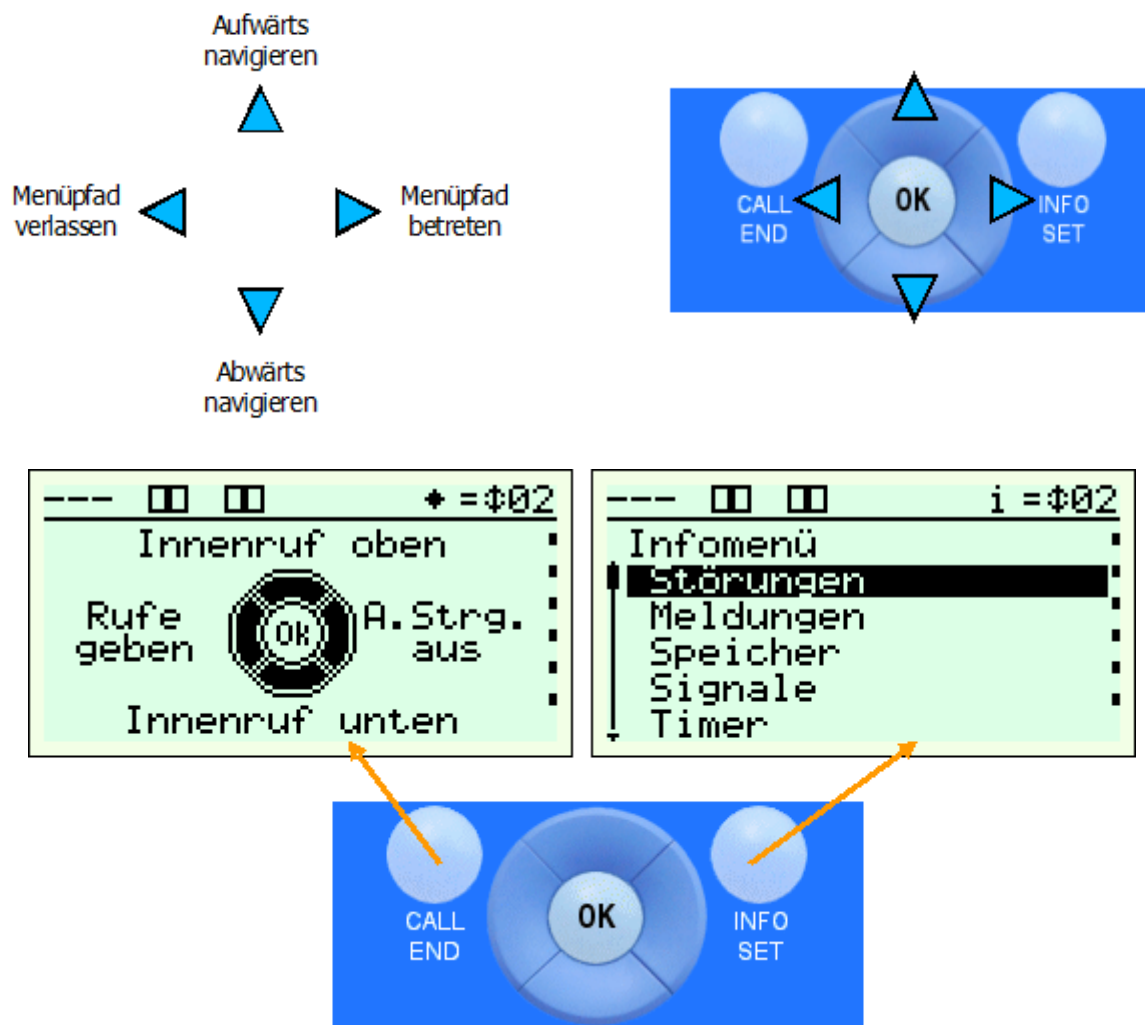 Aufwärts
navigieren
Menüpfad
verlassen
Menüpfad
betreten
Abwärts
navigieren
CALL
END
OK
INFO
SET
--- =02
Innenruf oben
Rufe
geben
OK
A.Strg.
aus
Innenruf unten
--- i =02
Infomenü
Störungen
Meldungen
Speicher
Signale
Timer
CALL
END
OK
INFO
SET